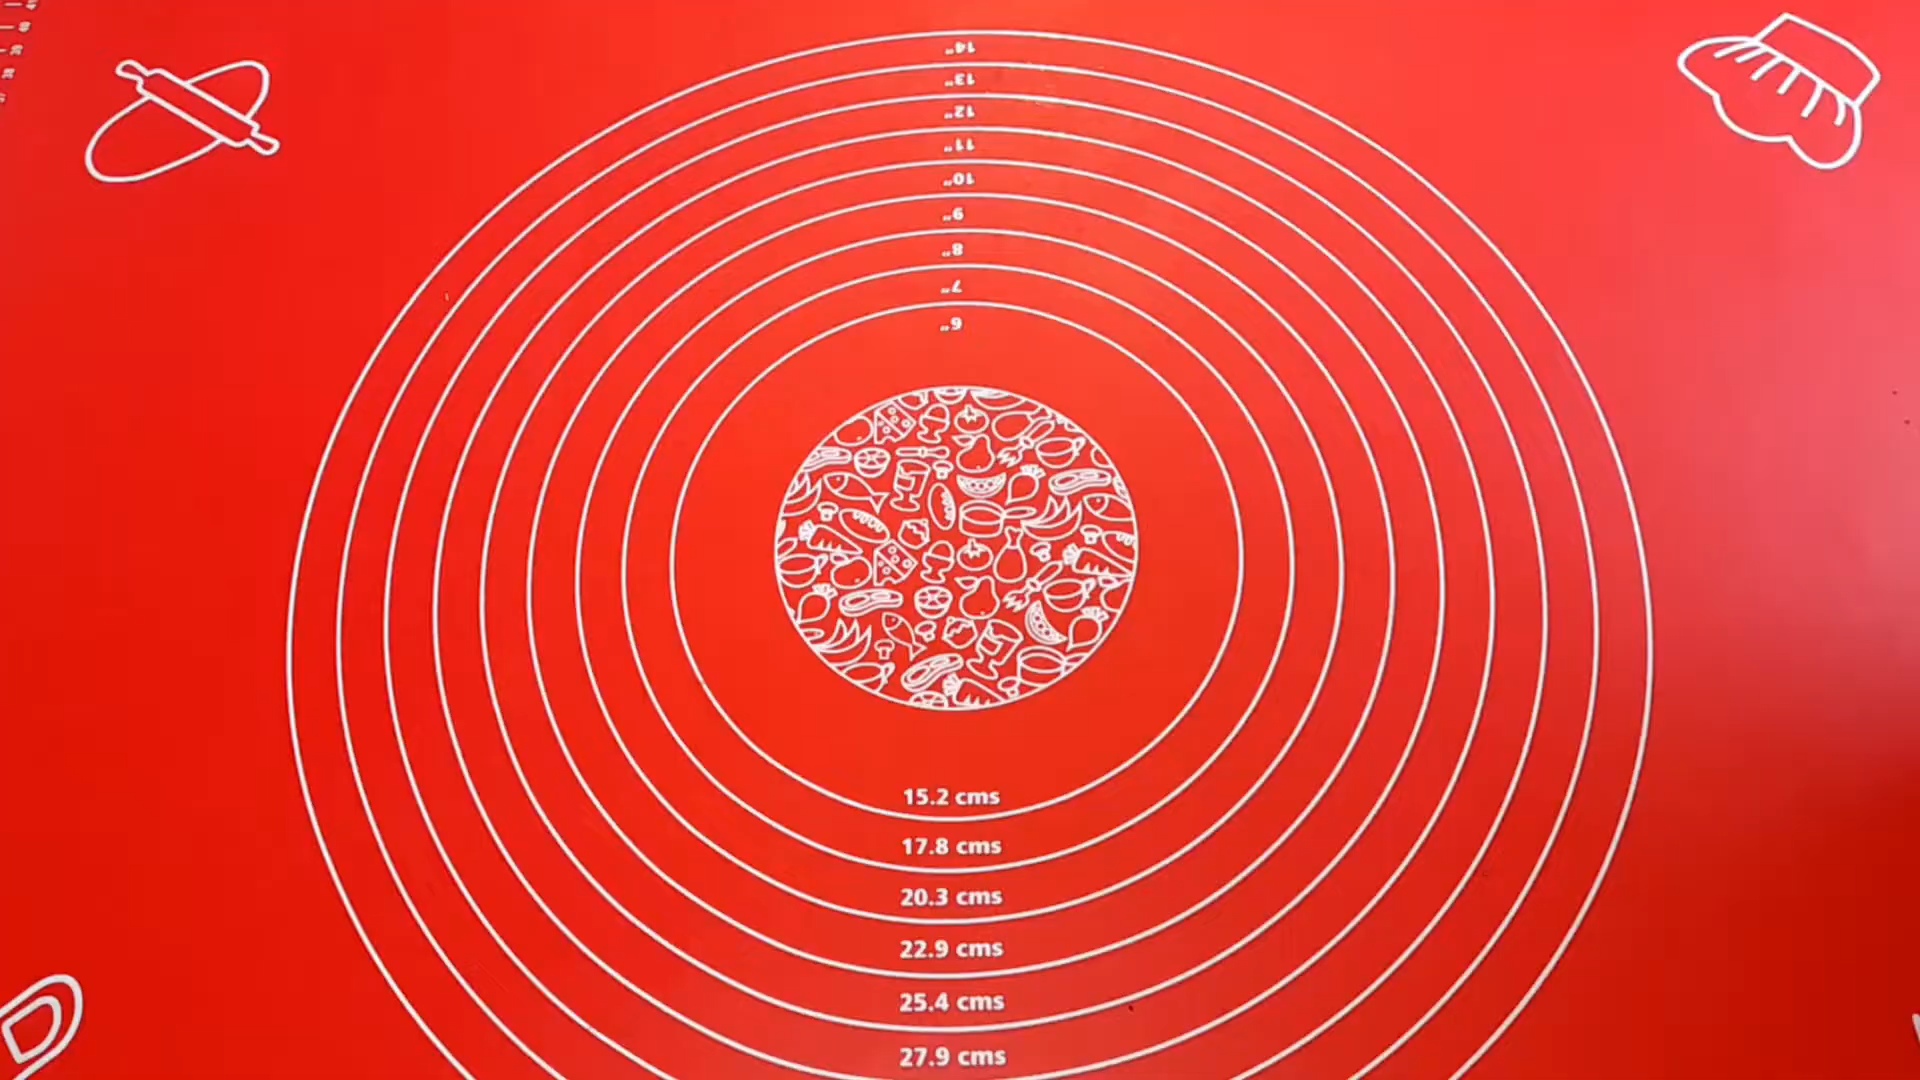 14"
13"
12"
11"
10"
9"
8"
7"
6"
15.2 cms
17.8 cms
20.3 cms
22.9 cms
25.4 cms
27.9 cms